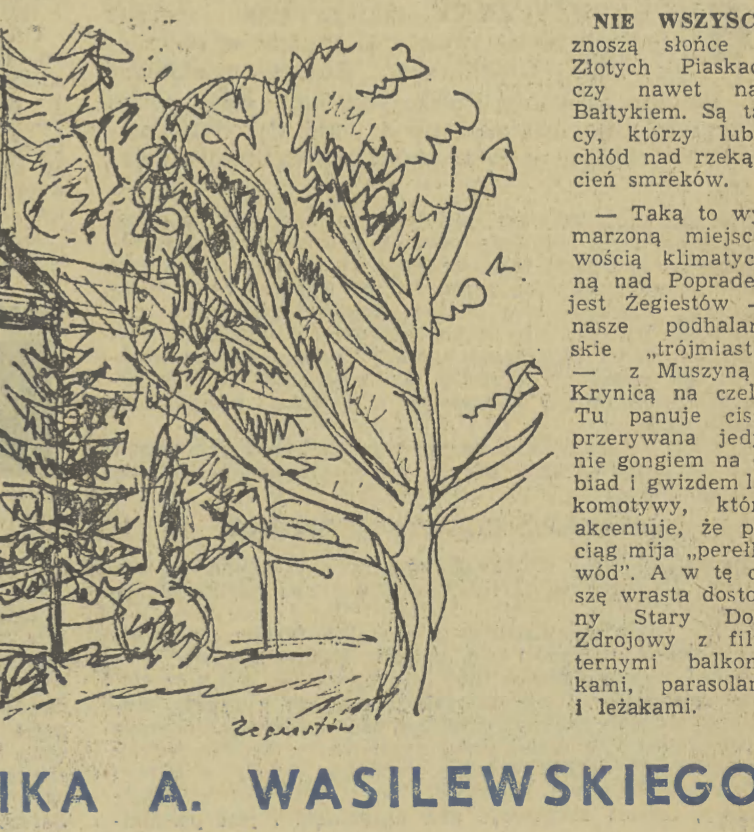 NIE WSZYSC
znoszą słońce
Złotych Piaskac
czy nawet na
Bałtykiem. Są ta
cy, którzy lub
chłód nad rzeką
cień smreków.
— Taką to wy
marzoną miejsc
wością klimatyc
ną nad Poprade
jest Żegiestów —
nasze podhalań
skie „trójmiast
— z Muszyną
Krynicą na czel
Tu panuje cis
przerywana jedy
nie gongiem na
biad i gwizdem l
komotywy, któr
akcentuje, że p
ciąg mija „perełk
wód”. A w tę c
szę wrasta dosto
ny Stary Do
Zdrojowy z fil
ternymi balkon
kami, parasolam
i leżakami.
Żegiestów
IKA A. WASILEWSKIEGO